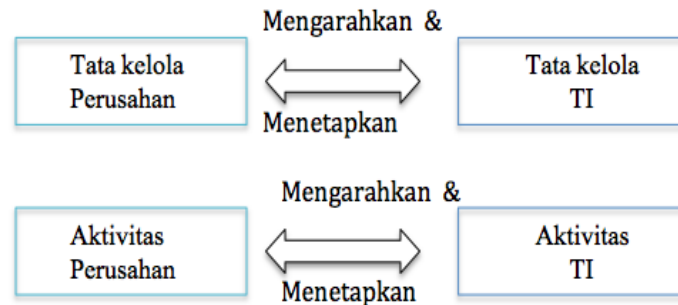 Mengarahkan &
Tata kelola
Perusahan
Tata kelola
TI
Menetapkan
Mengarahkan &
Aktivitas
Perusahan
Aktivitas
TI
Menetapkan